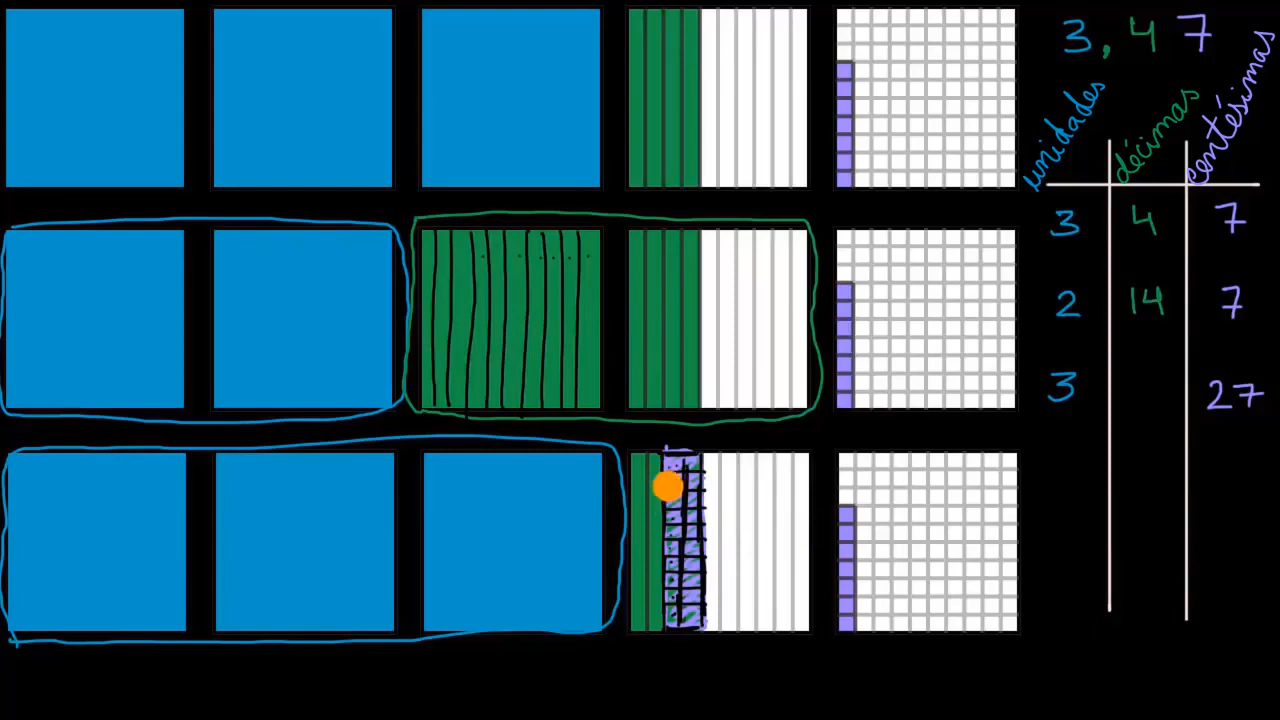 3,47
unidades décimas centésimas
3 4 7
2 14 7
3 27